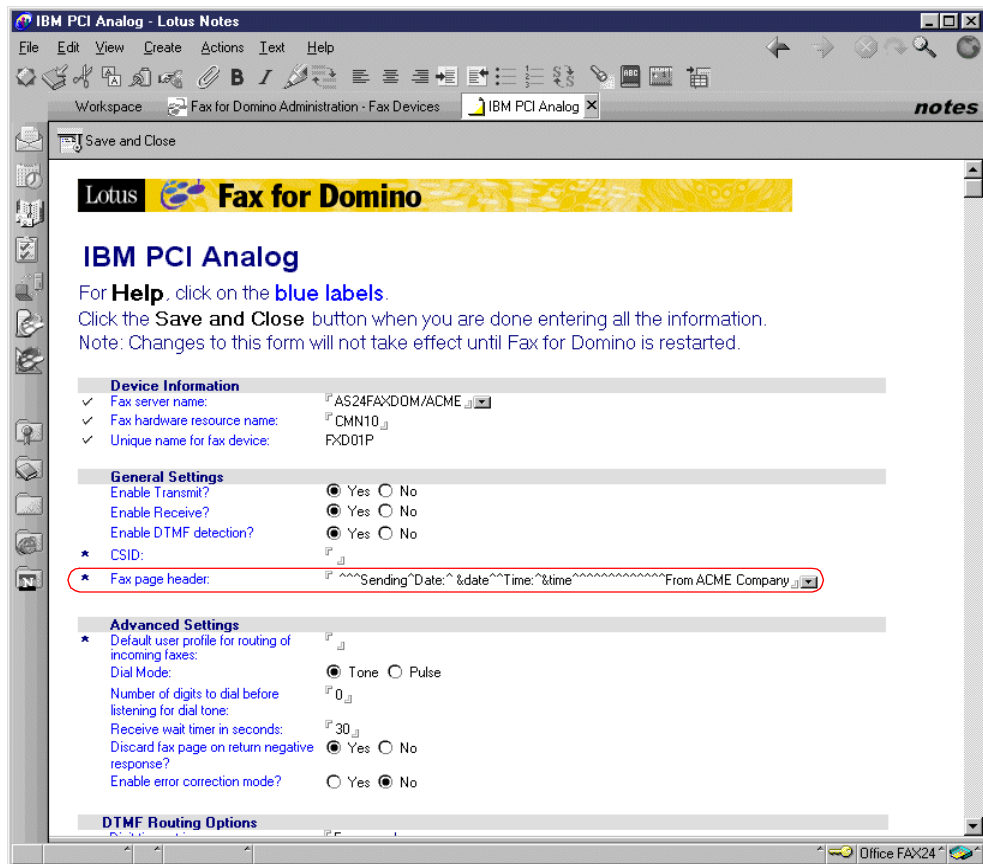 IBM PCI Analog - Lotus Notes
File Edit View Create Actions Text Help
Workspace Fax for Domino Administration - Fax Devices IBM PCI Analog notes
Save and Close
Lotus Fax for Domino
IBM PCI Analog
For Help, click on the blue labels.
Click the Save and Close button when you are done entering all the information.
Note: Changes to this form will not take effect until Fax for Domino is restarted.
Device Information
Fax server name: AS24FAXDOM/ACME
Fax hardware resource name: CMN10
Unique name for fax device: FXD01P
General Settings
Enable Transmit? Yes No
Enable Receive? Yes No
Enable DTMF detection? Yes No
* CSID:
* Fax page header: ^^^Sending^Date:^ &date^^Time:^&time^^^^^^^^^^^^^^From ACME Company
Advanced Settings
* Default user profile for routing of
incoming faxes:
Dial Mode: Tone Pulse
Number of digits to dial before 0
listening for dial tone:
Receive wait timer in seconds: 30
Discard fax page on return negative Yes No
response?
Enable error correction mode? Yes No
DTMF Routing Options
Office FAX24